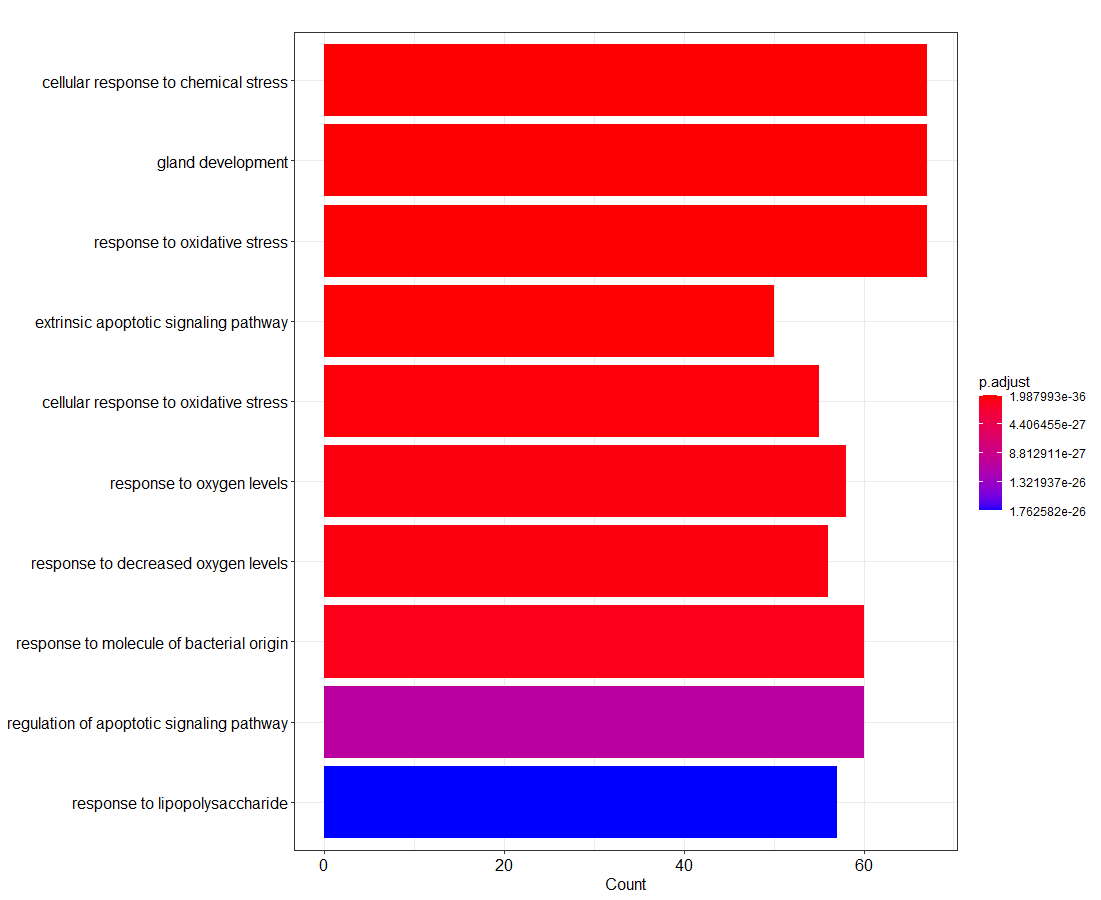 cellular response to chemical stress
gland development
response to oxidative stress
extrinsic apoptotic signaling pathway
cellular response to oxidative stress
response to oxygen levels
response to decreased oxygen levels
response to molecule of bacterial origin
regulation of apoptotic signaling pathway
response to lipopolysaccharide
0
20
40
60
Count
p.adjust
1.987993e-36
4.406455e-27
8.812911e-27
1.321937e-26
1.762582e-26